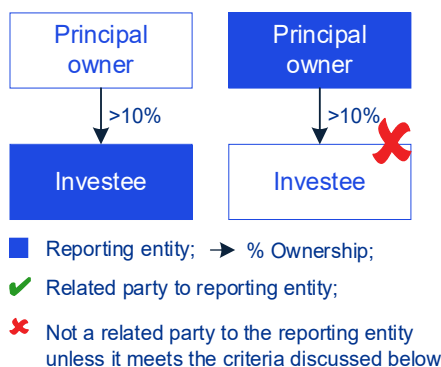 Principal owner
Principal owner
>10%
>10%
Investee
Investee
Reporting entity; % Ownership;
Related party to reporting entity;
Not a related party to the reporting entity
unless it meets the criteria discussed below